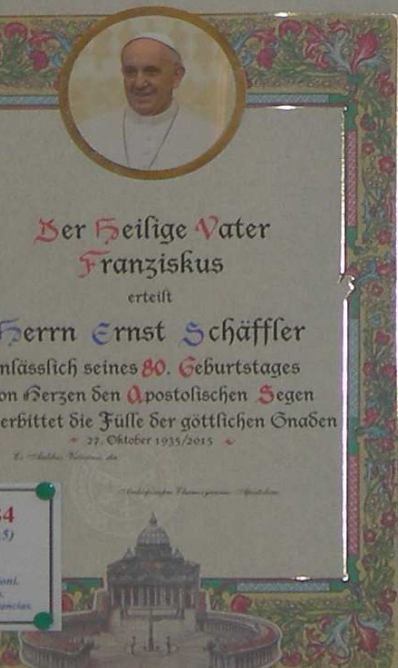 Der Heilige Vater
Franziskus
erteilt
Herrn Ernst Schäffler
nlässlich seines 80. Geburtstages
on Herzen den Apostolischen Segen
erbittet die Fülle der göttlichen Gnaden
27. Oktober 1935/2015